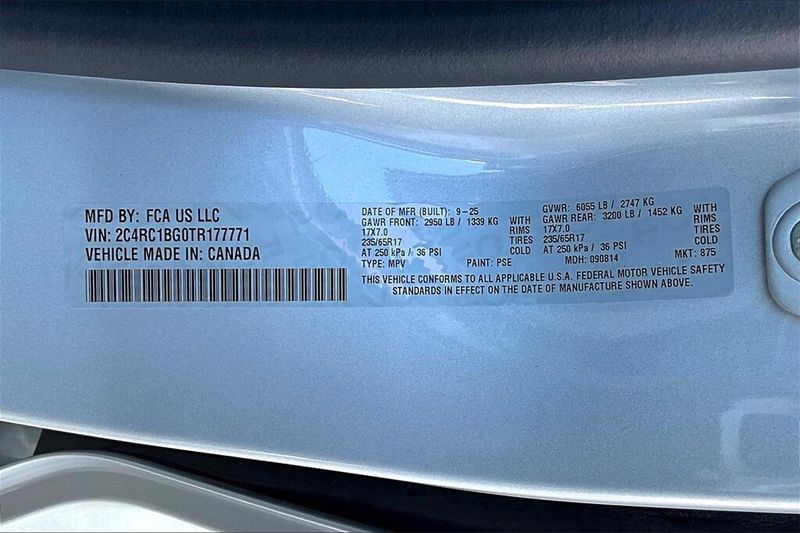 MFD BY: FCA US LLC
VIN: 2C4RC1BG0TR177771
VEHICLE MADE IN: CANADA
DATE OF MFR (BUILT): 9-25
GAWR FRONT: 2950 LB / 1339 KG WITH
17X7.0 RIMS
235/65R17 TIRES
AT 250 kPa / 36 PSI COLD
TYPE: MPV PAINT: PSE
GVWR: 6055 LB / 2747 KG
GAWR REAR: 3200 LB / 1452 KG WITH
17X7.0 RIMS
235/65R17 TIRES
AT 250 kPa / 36 PSI COLD
MDH: 090814 MKT: 875
THIS VEHICLE CONFORMS TO ALL APPLICABLE U.S.A. FEDERAL MOTOR VEHICLE SAFETY
STANDARDS IN EFFECT ON THE DATE OF MANUFACTURE SHOWN ABOVE.